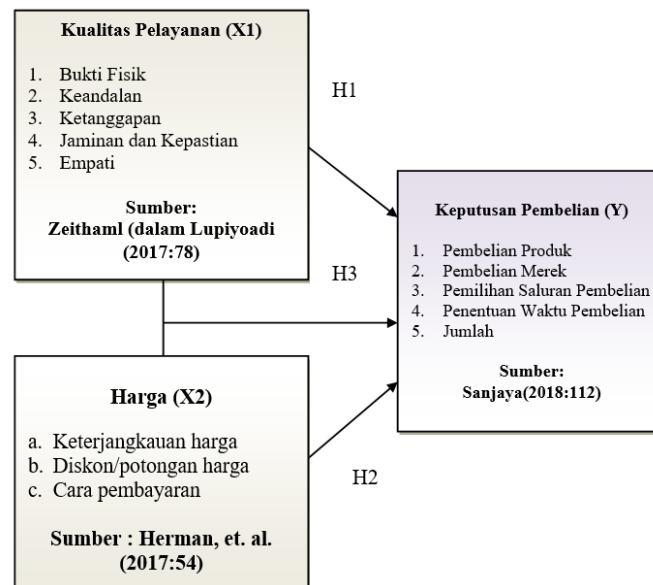 Kualitas Pelayanan (X1)
1. Bukti Fisik
2. Keandalan
3. Ketanggapan
4. Jaminan dan Kepastian
5. Empati
Sumber:
Zeithaml (dalam Lupiyoadi
(2017:78)
H1
Keputusan Pembelian (Y)
1. Pembelian Produk
2. Pembelian Merek
3. Pemilihan Saluran Pembelian
4. Penentuan Waktu Pembelian
5. Jumlah
Sumber:
Sanjaya(2018:112)
H3
Harga (X2)
a. Keterjangkauan harga
b. Diskon/potongan harga
c. Cara pembayaran
Sumber : Herman, et. al.
(2017:54)
H2